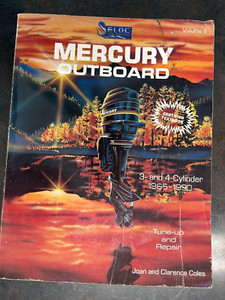 SELOC
Volume II
MERCURY
OUTBOARD
3- and 4-Cylinder
1965-1990
Tune-up
and
Repair
Joan and Clarence Coles